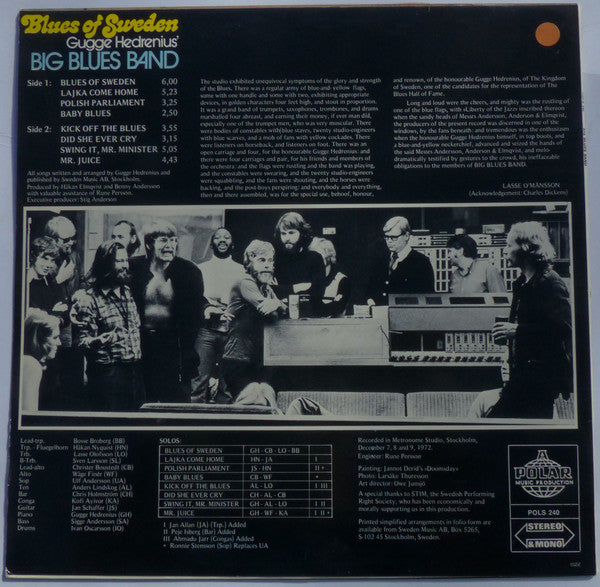 Blues of Sweden
Gugge Hedrenius'
BIG BLUES BAND
Side 1: BLUES OF SWEDEN 6,00
LAJKA COME HOME 5,23
POLISH PARLIAMENT 3,25
BABY BLUES 2,50
Side 2: KICK OFF THE BLUES 3,55
DID SHE EVER CRY 3,15
SWING IT, MR. MINISTER 5,05
MR. JUICE 4,43
All songs written and arranged by Gugge Hedrenius and
published by Sweden Music AB, Stockholm.
Produced by Håkan Elmqvist and Benny Andersson
with valuable assistance of Rune Persson.
Executive producer: Stig Anderson
The studio exhibited unequivocal symptoms of the glory and strength
of the Blues. There was a regular army of blue-and-yellow flags,
some with one handle and some with two, exhibiting appropriate
devices, in golden characters four feet high, and stout in proportion.
It was a grand band of trumpets, saxophones, trombones, and drums
marshalled four abreast, and earning their money, if ever man did,
specially one of the trumpet men, who was very muscular. There
were bodies of constables with blue staves, twenty studio-engineers
with blue scarves, and a mob of fans with yellow cockades. There
were listeners on horseback, and listeners on foot. There was an
open carriage and four, for the honourable Gugge Hedrenius; and
there were four carriages and pair, for his friends and members of
the orchestra; and the flags were rustling and the band was playing,
and the constables were swearing, and the twenty studio-engineers
were squabbling, and the fans were shouting, and the horses were
backing, and the post-boys perspiring; and everybody and everything,
then and there assembled, was for the special use, behoof, honour,
and renown, of the honourable Gugge Hedrenius, of The Kingdom
of Sweden, one of the candidates for the representation of The
Blues Hall of Fame.
Long and loud were the cheers, and mighty was the rustling of
one of the blue flags, with »Liberty of the Jazz» inscribed thereon
when the sandy heads of Messrs Andersson, Anderson & Elmqvist,
the producers of the present record was discerned in one of the
windows, by the fans beneath; and tremendous was the enthusiasm
when the honourable Gugge Hedrenius himself, in top boots, and
a blue-and-yellow neckerchief, advanced and seized the hands of
the said Messrs Andersson, Anderson & Elmqvist, and melo-
dramatically testified by gestures to the crowd, his ineffaceable
obligations to the members of BIG BLUES BAND.
LASSE O'MÅNSSON
(Acknowledgement: Charles Dickens)
Lead-trp. Bosse Broberg (BB)
Trp. - Fluegelhorn Håkan Nyquist (HN)
Trb. Lasse Olofsson (LO)
B-Trb. Sven Larsson (SL)
Lead-alto Christer Boustedt (CB)
Alto Wåge Finér (WF)
Sop Ulf Andersson (UA)
Ten Anders Lindskog (AL)
Bar Chris Holmström (CH)
Conga Kofi Ayivor (KA)
Guitar Jan Schaffer (JS)
Piano Gugge Hedrenius (GH)
Bass Sigge Andersson (SA)
Drums Ivan Oscarsson (IO)
SOLOS:
BLUES OF SWEDEN GH - CB - LO - BB
LAJKA COME HOME HN - JA I
POLISH PARLIAMENT JS - HN II •
BABY BLUES CB - WF •
KICK OFF THE BLUES AL - LO I III
DID SHE EVER CRY CH - AL - CB
SWING IT, MR. MINISTER GH - AL - LO I II
MR. JUICE GH - WF - KA I II •
I Jan Allan (JA) (Trp.) Added
II Peje Isberg (Bar) Added
III Ahmadu Jarr (Congas) Added
• Ronnie Stensson (Sop) Replaces UA
Recorded in Metronome Studio, Stockholm,
December 7, 8 and 9, 1972.
Engineer: Rune Persson
Painting: Jannot Derid's »Doomsday»
Photo: Larsåke Thuresson
Art director: Owe Junsjö
A special thanks to STIM, the Swedish Performing
Right Society, who has been economically and
morally supporting us in this production.
Printed simplified arrangements in folio form are
available from Sweden Music AB, Box 5265,
S-102 45 Stockholm, Sweden.
A
POLAR
MUSIC PRODUCTION
POLS 240
STEREO
& MONO